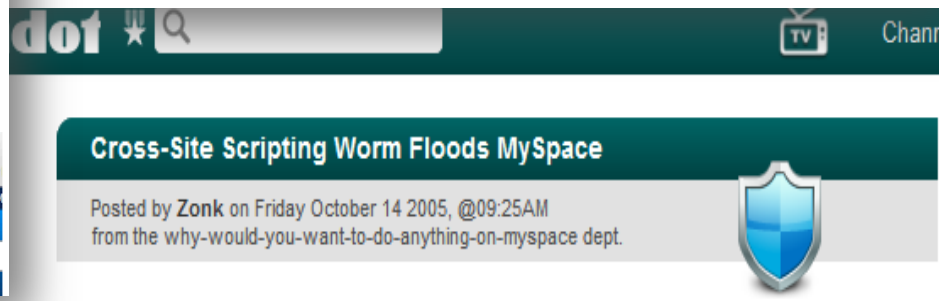 dot
TV Chann
Cross-Site Scripting Worm Floods MySpace
Posted by Zonk on Friday October 14 2005, @09:25AM
from the why-would-you-want-to-do-anything-on-myspace dept.